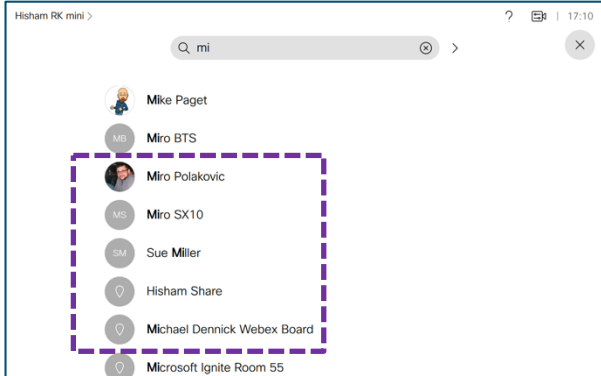 Hisham RK mini >
? | 17:10
mi
Mike Paget
MB Miro BTS
Miro Polakovic
MS Miro SX10
SM Sue Miller
Hisham Share
Michael Dennick Webex Board
Microsoft Ignite Room 55